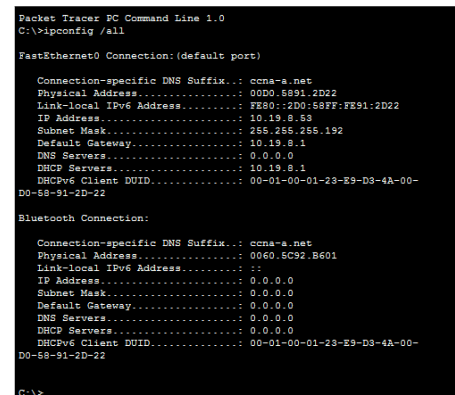 Packet Tracer PC Command Line 1.0
C:\>ipconfig /all
FastEthernet0 Connection:(default port)
Connection-specific DNS Suffix..: ccna-a.net
Physical Address................: 00D0.5891.2D22
Link-local IPv6 Address.........: FE80::2D0:58FF:FE91:2D22
IP Address......................: 10.19.8.53
Subnet Mask.....................: 255.255.255.192
Default Gateway.................: 10.19.8.1
DNS Servers.....................: 0.0.0.0
DHCP Servers....................: 10.19.8.1
DHCPv6 Client DUID..............: 00-01-00-01-23-E9-D3-4A-00-
D0-58-91-2D-22
Bluetooth Connection:
Connection-specific DNS Suffix..: ccna-a.net
Physical Address................: 0060.5C92.B601
Link-local IPv6 Address.........: ::
IP Address......................: 0.0.0.0
Subnet Mask.....................: 0.0.0.0
Default Gateway.................: 0.0.0.0
DNS Servers.....................: 0.0.0.0
DHCP Servers....................: 0.0.0.0
DHCPv6 Client DUID..............: 00-01-00-01-23-E9-D3-4A-00-
D0-58-91-2D-22
C:\>